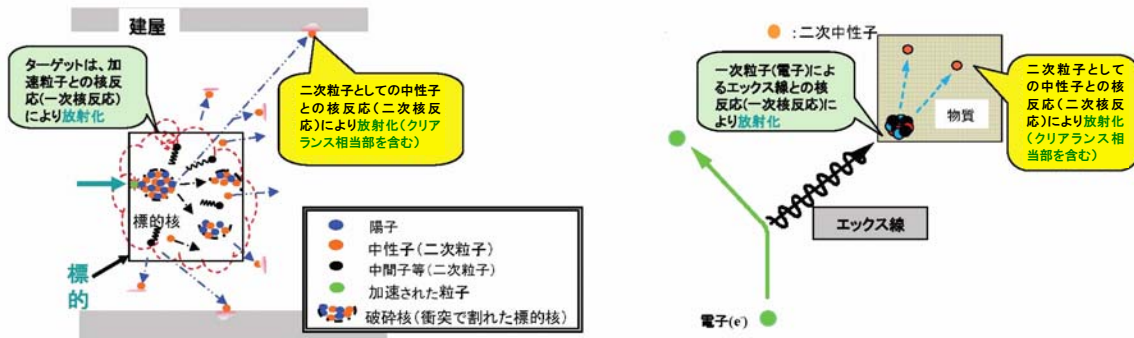 建屋
ターゲットは、加
速粒子との核反
応(一次核反応)
により放射化
二次粒子としての中性子
との核反応(二次核反
応)により放射化(クリア
ランス相当部を含む)
標的核
標
的
陽子
中性子(二次粒子)
中間子等(二次粒子)
加速された粒子
破砕核(衝突で割れた標的核)
:二次中性子
一次粒子(電子)によ
るエックス線との核
反応(一次核反応)に
より放射化
物質
二次粒子として
の中性子との核
反応(二次核反
応)により放射化
(クリアランス相
当部を含む)
エックス線
電子(e⁻)